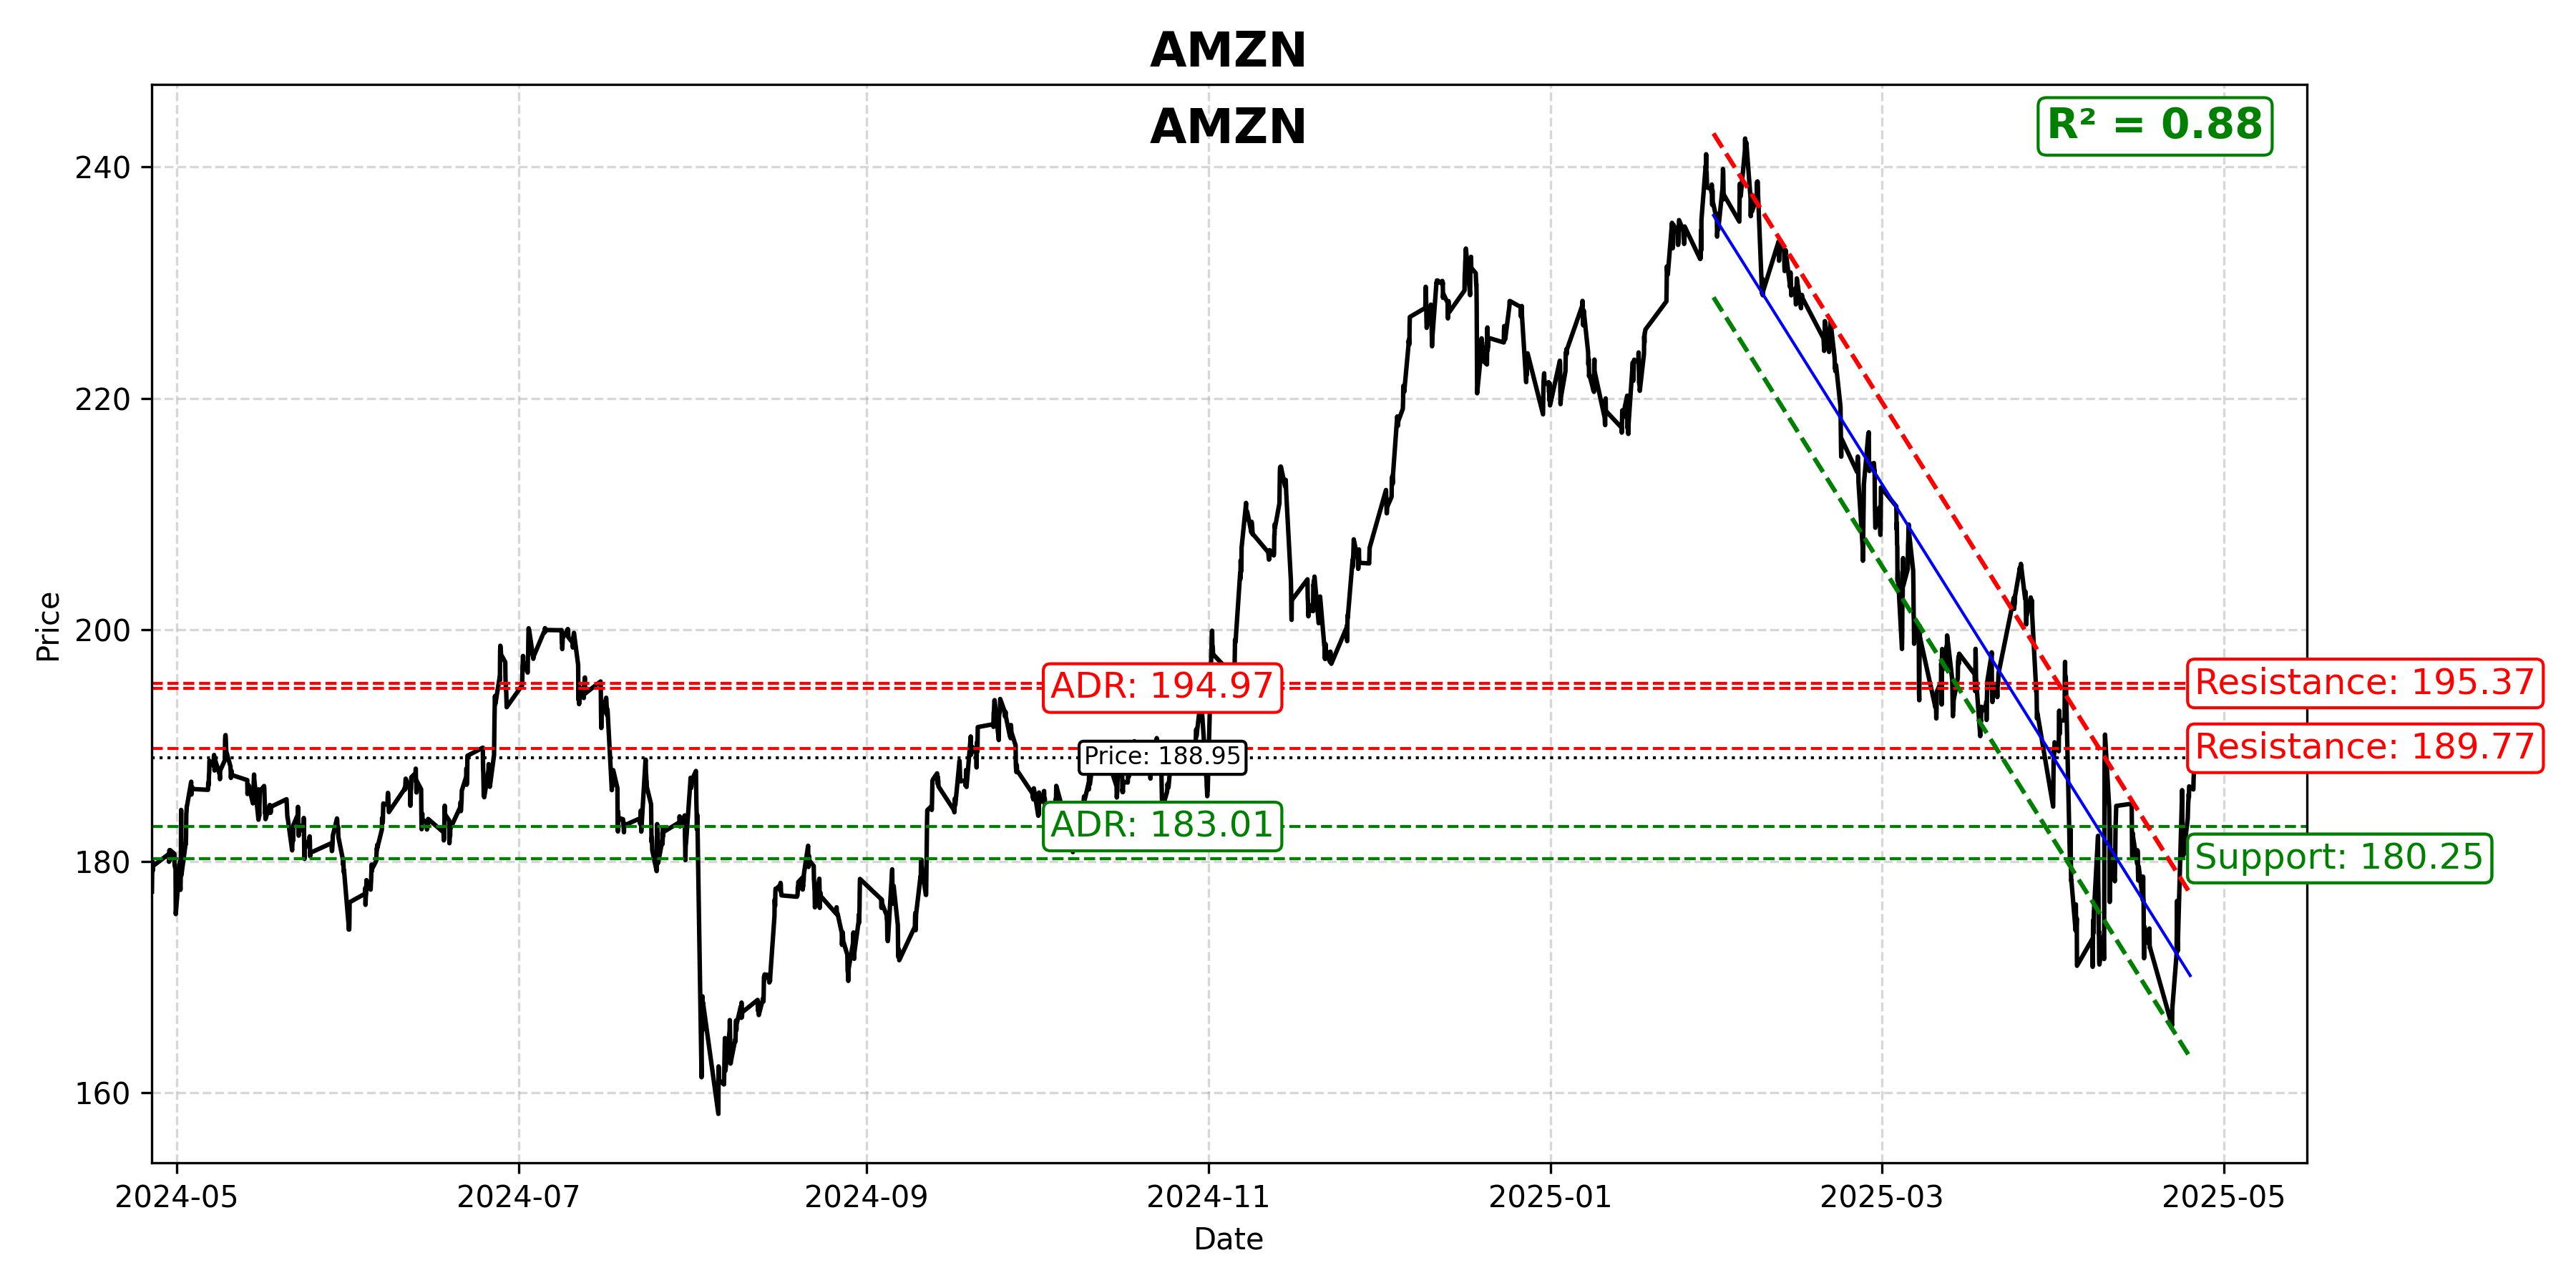 AMZN
AMZN
R² = 0.88
240
220
200
180
160
Price
ADR: 194.97
Resistance: 195.37
Price: 188.95
Resistance: 189.77
ADR: 183.01
Support: 180.25
2024-05
2024-07
2024-09
2024-11
2025-01
2025-03
2025-05
Date